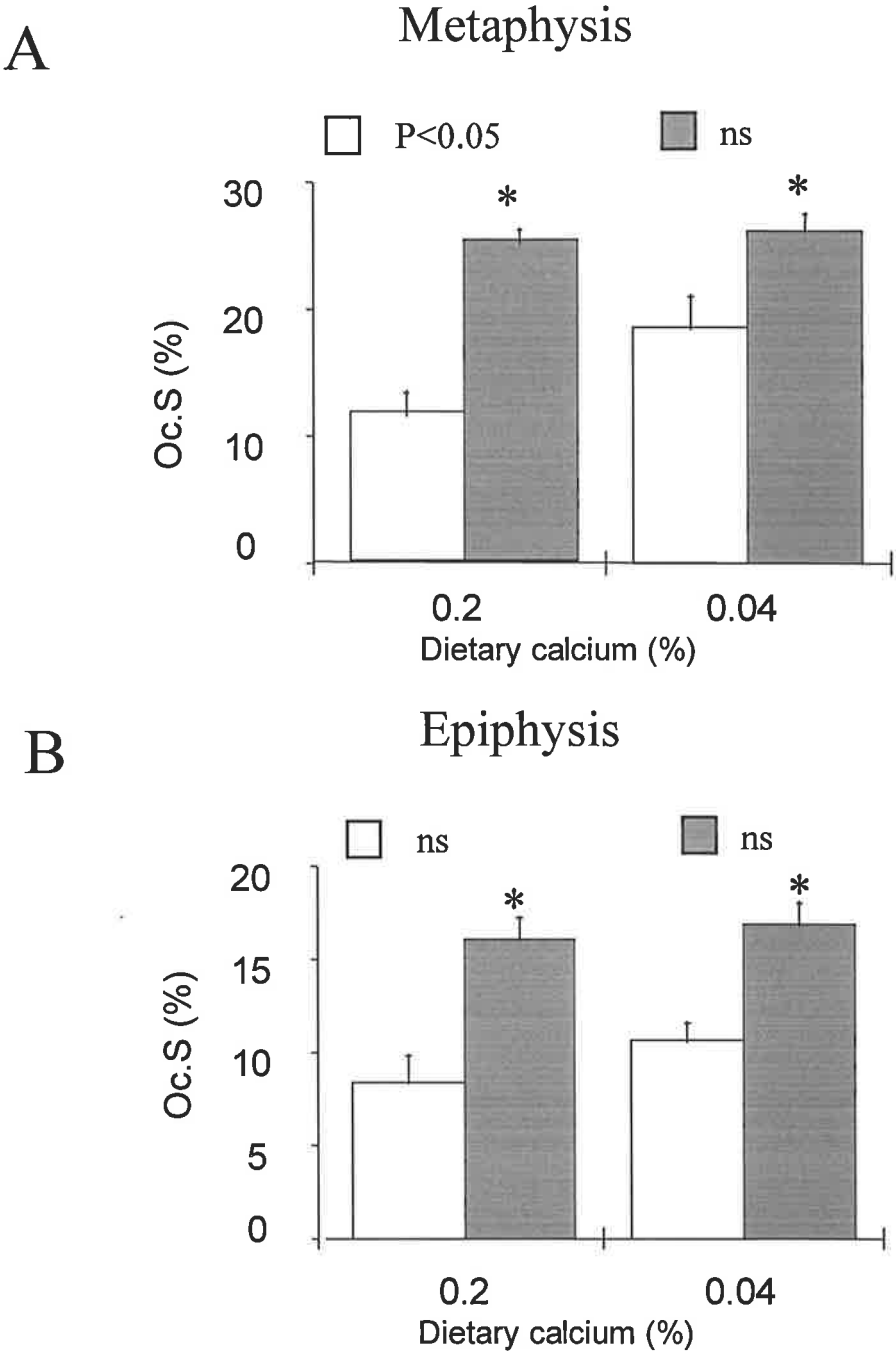 A
Metaphysis
P<0.05
ns
30
*
*
20
10
0
Oc.S (%)
0.2
0.04
Dietary calcium (%)
B
Epiphysis
ns
ns
20
*
*
15
10
5
0
Oc.S (%)
0.2
0.04
Dietary calcium (%)